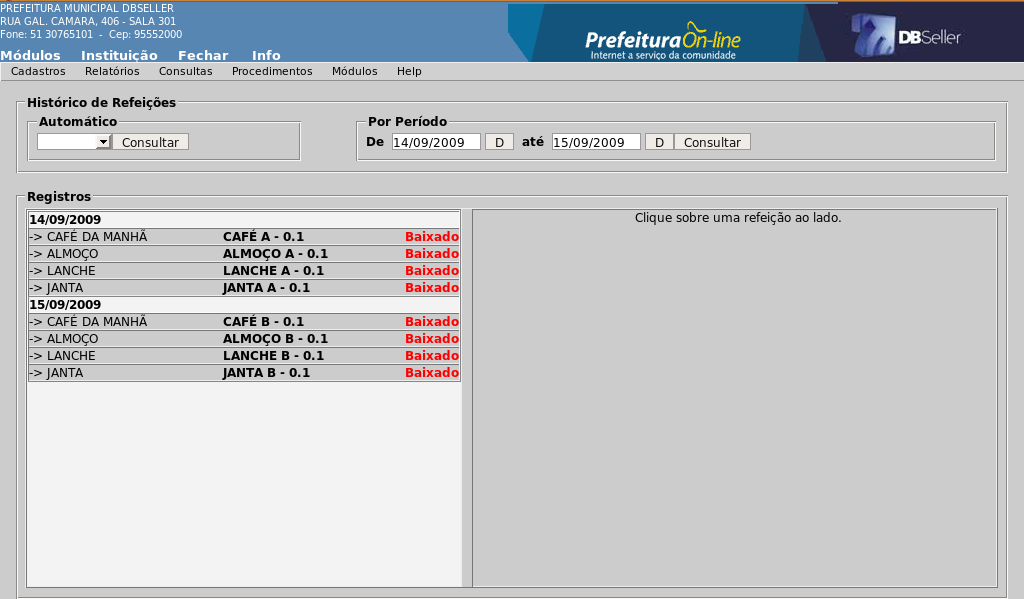 PREFEITURA MUNICIPAL DBSELLER
RUA GAL. CAMARA, 406 - SALA 301
Fone: 51 30765101 - Cep: 95552000
Módulos Instituição Fechar Info
PrefeituraOn-line
Internet a serviço da comunidade
DBSeller
Cadastros Relatórios Consultas Procedimentos Módulos Help
Histórico de Refeições
Automático
Consultar
Por Período
De 14/09/2009 D até 15/09/2009 D Consultar
Registros
14/09/2009
-> CAFÉ DA MANHÃ CAFÉ A - 0.1 Baixado
-> ALMOÇO ALMOÇO A - 0.1 Baixado
-> LANCHE LANCHE A - 0.1 Baixado
-> JANTA JANTA A - 0.1 Baixado
15/09/2009
-> CAFÉ DA MANHÃ CAFÉ B - 0.1 Baixado
-> ALMOÇO ALMOÇO B - 0.1 Baixado
-> LANCHE LANCHE B - 0.1 Baixado
-> JANTA JANTA B - 0.1 Baixado
Clique sobre uma refeição ao lado.